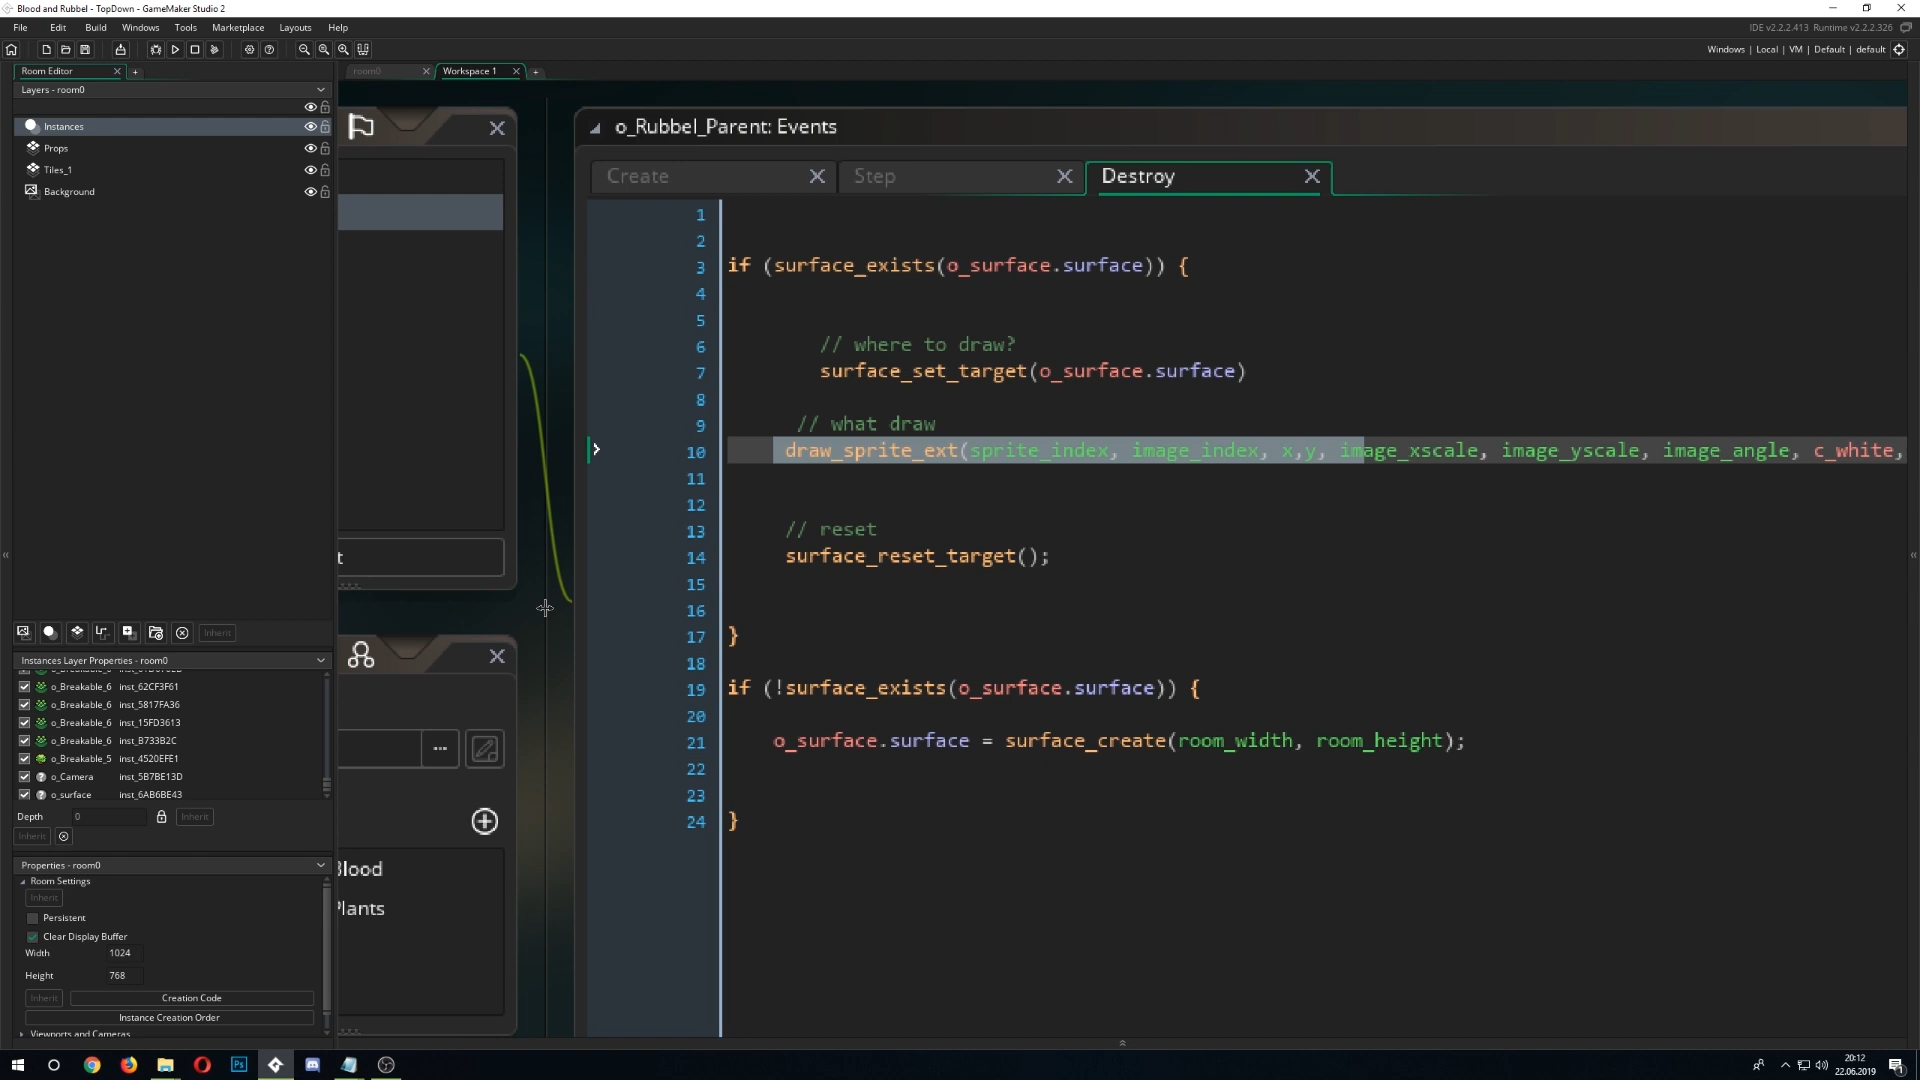 Blood and Rubbel - TopDown - GameMaker Studio 2
File Edit Build Windows Tools Marketplace Layouts Help
IDE v2.2.2.413 Runtime v2.2.2.326
Windows | Local | VM | Default | default
Room Editor
room0
Workspace 1
Layers - room0
Instances
Props
Tiles_1
Background
Inherit
Instances Layer Properties - room0
o_Breakable_6 inst_62CF3F61
o_Breakable_6 inst_5817FA36
o_Breakable_6 inst_15FD3613
o_Breakable_6 inst_B733B2C
o_Breakable_5 inst_4520EFE1
o_Camera inst_5B7BE13D
o_surface inst_6AB6BE43
Depth 0 Inherit
Inherit
Properties - room0
Room Settings
Inherit
Persistent
Clear Display Buffer
Width 1024
Height 768
Inherit Creation Code
Instance Creation Order
Viewports and Cameras
t
Blood
Plants
o_Rubbel_Parent: Events
Create Step Destroy
1
2
3 if (surface_exists(o_surface.surface)) {
4
5
6 // where to draw?
7 surface_set_target(o_surface.surface)
8
9 // what draw
10 draw_sprite_ext(sprite_index, image_index, x,y, image_xscale, image_yscale, image_angle, c_white,
11
12
13 // reset
14 surface_reset_target();
15
16
17 }
18
19 if (!surface_exists(o_surface.surface)) {
20
21 o_surface.surface = surface_create(room_width, room_height);
22
23
24 }
20:12
22.06.2019